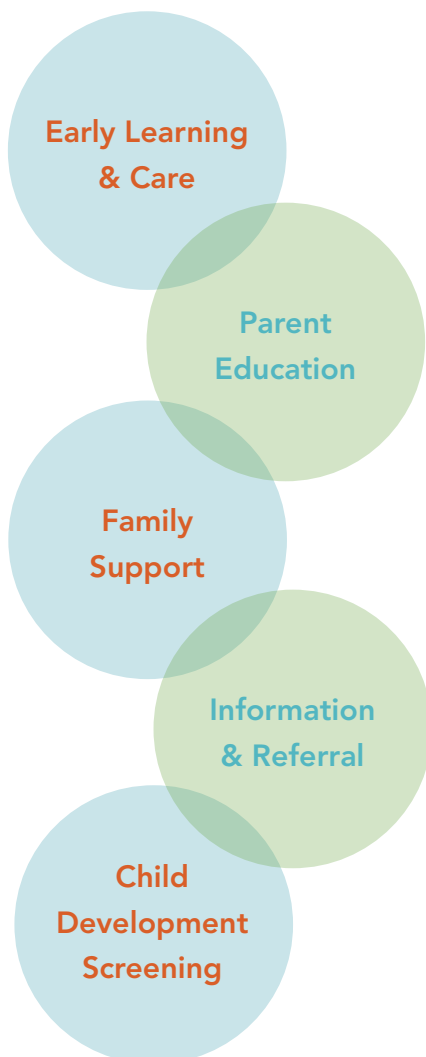 Early Learning
& Care
Parent
Education
Family
Support
Information
& Referral
Child
Development
Screening